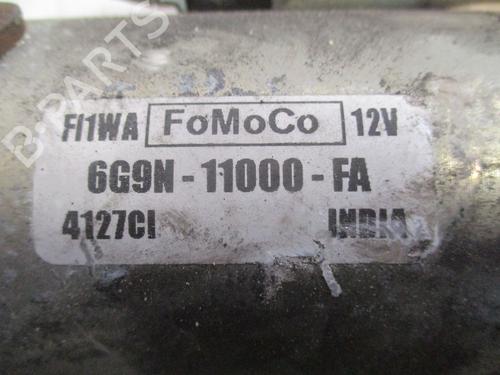 B-PARTS
FI1WA FoMoCo 12V
6G9N - 11000 - FA
4127CI INDIA